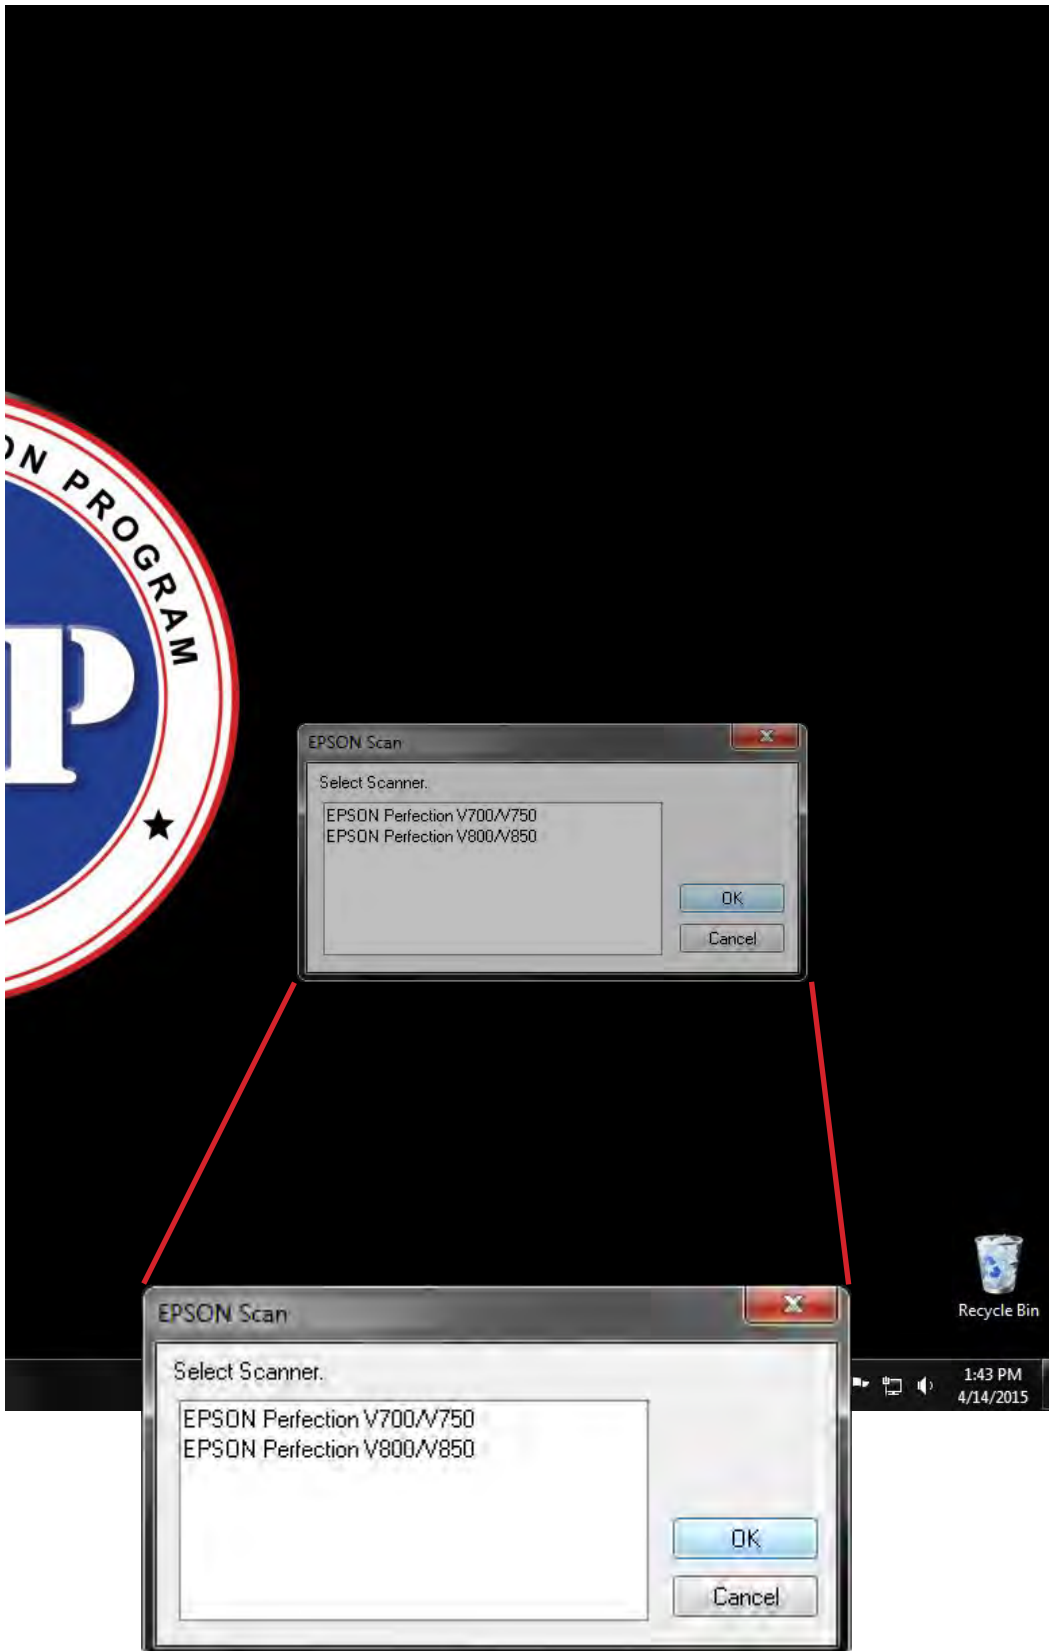 ON PROGRAM
P
EPSON Scan
Select Scanner.
EPSON Perfection V700/V750
EPSON Perfection V800/V850
OK
Cancel
Recycle Bin
EPSON Scan
Select Scanner.
EPSON Perfection V700/V750
EPSON Perfection V800/V850
OK
Cancel
1:43 PM
4/14/2015